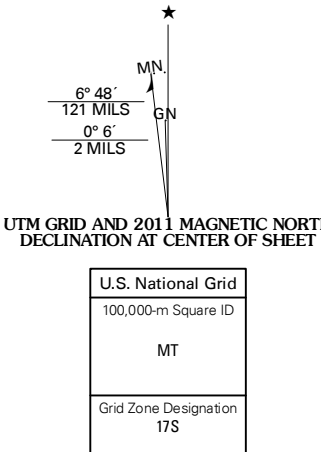 ★
MN.
6° 48´
121 MILS
GN
0° 6´
2 MILS
UTM GRID AND 2011 MAGNETIC NORT
DECLINATION AT CENTER OF SHEET
U.S. National Grid
100,000-m Square ID
MT
Grid Zone Designation
17S